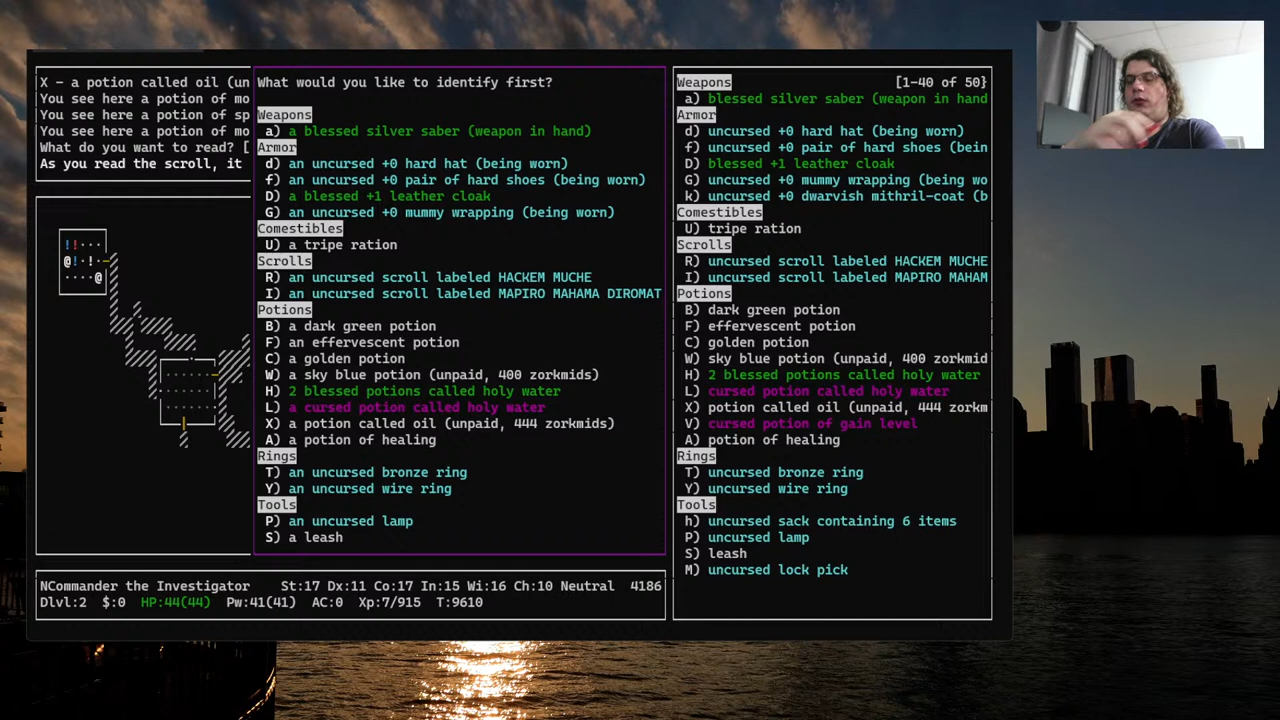 X - a potion called oil (un
You see here a potion of mo
You see here a potion of sp
You see here a potion of mo
What do you want to read? [
As you read the scroll, it
What would you like to identify first?
Weapons
a) a blessed silver saber (weapon in hand)
Armor
d) an uncursed +0 hard hat (being worn)
f) an uncursed +0 pair of hard shoes (being worn)
D) a blessed +1 leather cloak
G) an uncursed +0 mummy wrapping (being worn)
Comestibles
U) a tripe ration
Scrolls
R) an uncursed scroll labeled HACKEM MUCHE
I) an uncursed scroll labeled MAPIRO MAHAMA DIROMAT
Potions
B) a dark green potion
F) an effervescent potion
C) a golden potion
W) a sky blue potion (unpaid, 400 zorkmids)
H) 2 blessed potions called holy water
L) a cursed potion called holy water
X) a potion called oil (unpaid, 444 zorkmids)
A) a potion of healing
Rings
T) an uncursed bronze ring
Y) an uncursed wire ring
Tools
P) an uncursed lamp
S) a leash
Weapons [1-40 of 50}
a) blessed silver saber (weapon in hand
Armor
d) uncursed +0 hard hat (being worn)
f) uncursed +0 pair of hard shoes (bein
D) blessed +1 leather cloak
G) uncursed +0 mummy wrapping (being wo
k) uncursed +0 dwarvish mithril-coat (b
Comestibles
U) tripe ration
Scrolls
R) uncursed scroll labeled HACKEM MUCHE
I) uncursed scroll labeled MAPIRO MAHAM
Potions
B) dark green potion
F) effervescent potion
C) golden potion
W) sky blue potion (unpaid, 400 zorkmid
H) 2 blessed potions called holy water
L) cursed potion called holy water
X) potion called oil (unpaid, 444 zorkm
V) cursed potion of gain level
A) potion of healing
Rings
T) uncursed bronze ring
Y) uncursed wire ring
Tools
h) uncursed sack containing 6 items
P) uncursed lamp
S) leash
M) uncursed lock pick
NCommander the Investigator St:17 Dx:11 Co:17 In:15 Wi:16 Ch:10 Neutral 4186
Dlvl:2 $:0 HP:44(44) Pw:41(41) AC:0 Xp:7/915 T:9610